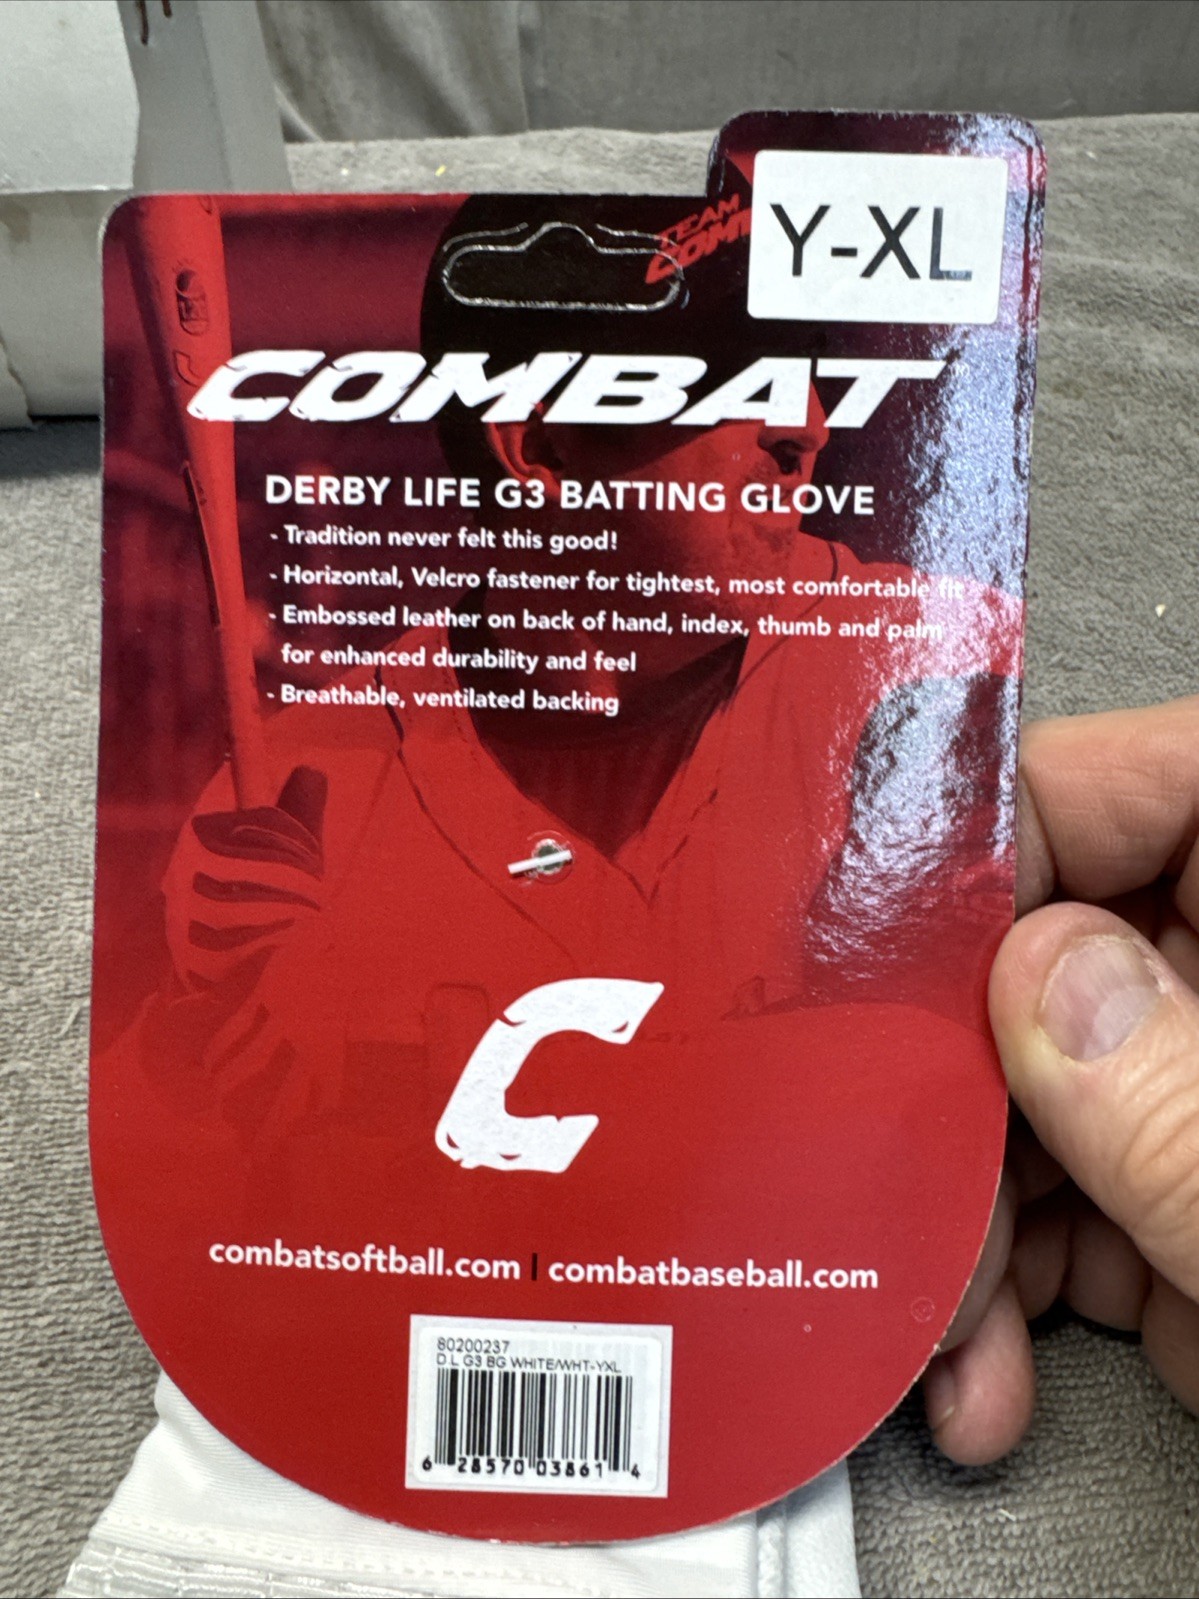 Y-XL
TEAM
COMBAT
DERBY LIFE G3 BATTING GLOVE
- Tradition never felt this good!
- Horizontal, Velcro fastener for tightest, most comfortable fit
- Embossed leather on back of hand, index, thumb and palm
for enhanced durability and feel
- Breathable, ventilated backing
C
combatsoftball.com | combatbaseball.com
80200237
D.L G3 BG WHITE/WHT-YXL
6 28570 03861 4